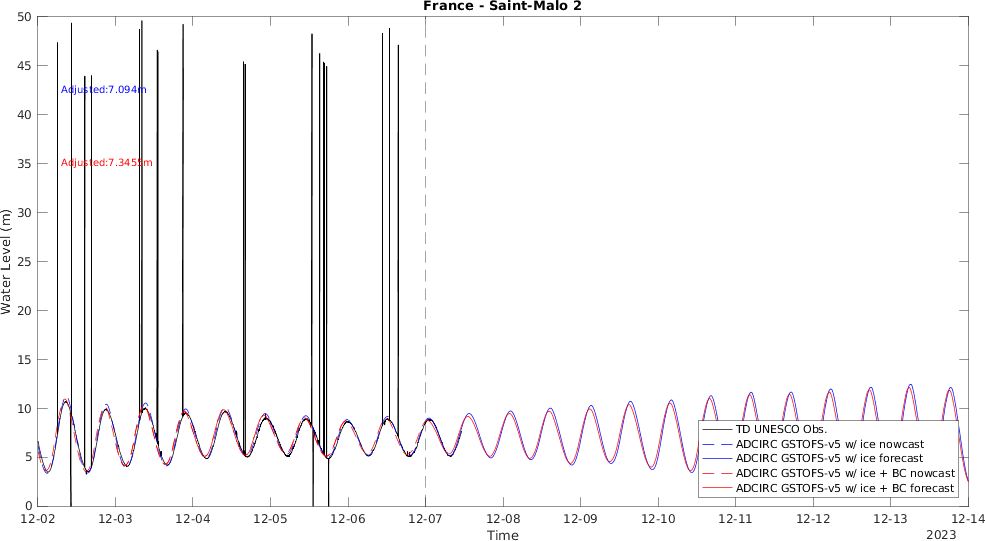 France - Saint-Malo 2
50
45
40
35
30
25
20
15
10
5
0
Water Level (m)
Adjusted:7.094m
Adjusted:7.3455m
TD UNESCO Obs.
ADCIRC GSTOFS-v5 w/ ice nowcast
ADCIRC GSTOFS-v5 w/ ice forecast
ADCIRC GSTOFS-v5 w/ ice + BC nowcast
ADCIRC GSTOFS-v5 w/ ice + BC forecast
12-02 12-03 12-04 12-05 12-06 12-07 12-08 12-09 12-10 12-11 12-12 12-13 12-14
Time
2023